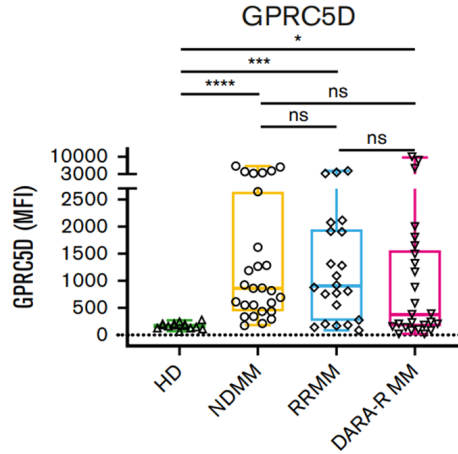 GPRC5D
*
***
**** ns
ns
ns
10000
3000
2500
2000
1500
1000
500
0
GPRC5D (MFI)
HD
NDMM
RRMM
DARA-R MM